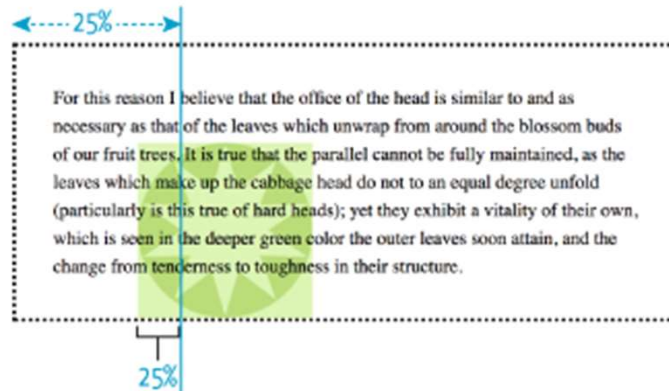 25%
For this reason I believe that the office of the head is similar to and as
necessary as that of the leaves which unwrap from around the blossom buds
of our fruit trees. It is true that the parallel cannot be fully maintained, as the
leaves which make up the cabbage head do not to an equal degree unfold
(particularly is this true of hard heads); yet they exhibit a vitality of their own,
which is seen in the deeper green color the outer leaves soon attain, and the
change from tenderness to toughness in their structure.
25%